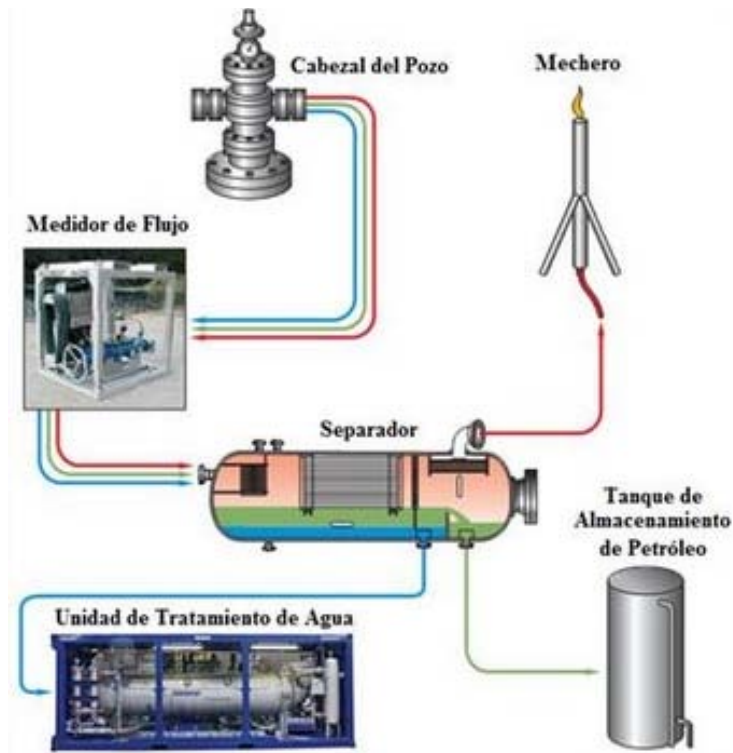 Cabezal del Pozo
Mechero
Medidor de Flujo
Separador
Tanque de
Almacenamiento
de Petróleo
Unidad de Tratamiento de Agua